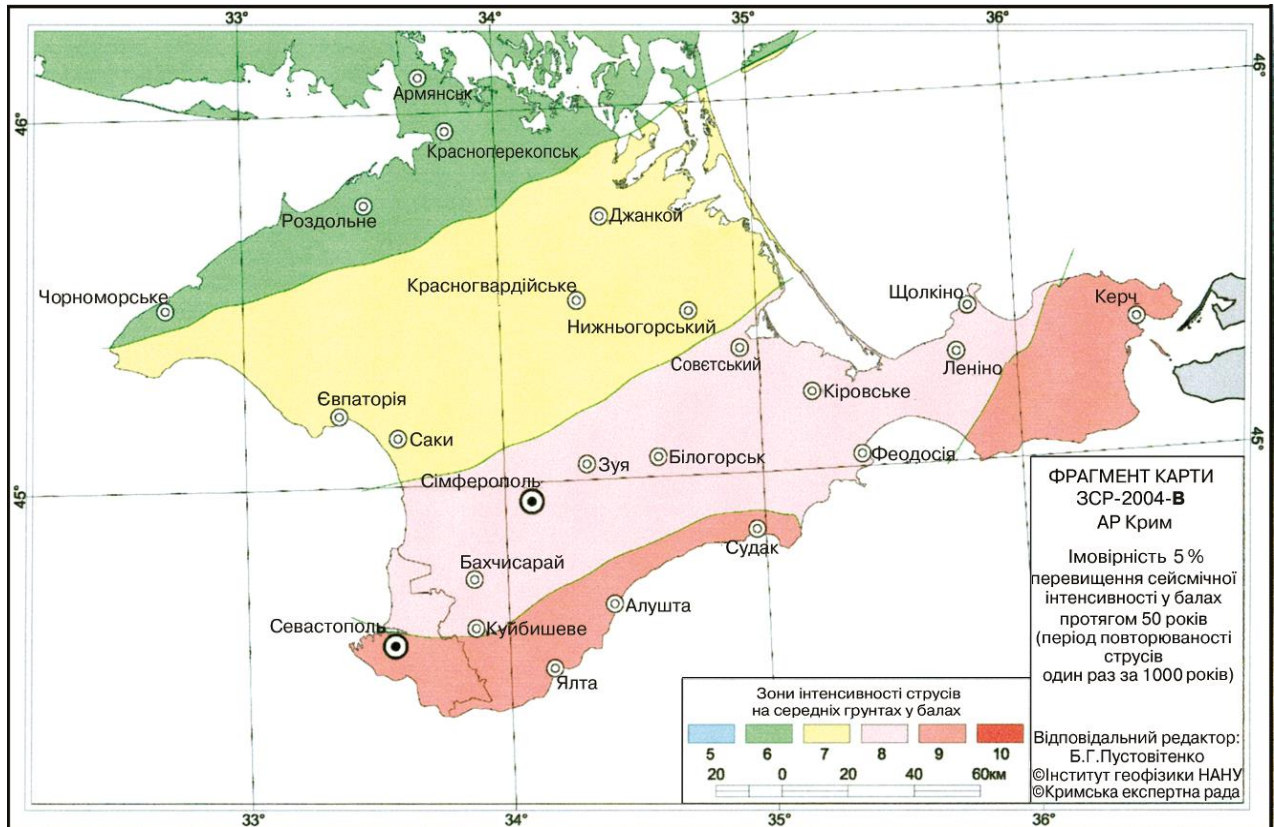 33°
34°
35°
36°
46°
46°
Армянськ
Красноперекопськ
Роздольне
Джанкой
Чорноморське
Красногвардійське
Нижньогорський
Щолкіно
Керч
Совєтський
Леніно
Кіровське
Євпаторія
Саки
Зуя
Білогорськ
Феодосія
Сімферополь
45°
45°
Судак
Бахчисарай
Алушта
Севастополь
Куйбишеве
Ялта
ФРАГМЕНТ КАРТИ
ЗСР-2004-В
АР Крим
Імовірність 5 %
перевищення сейсмічної
інтенсивності у балах
протягом 50 років
(період повторюваності
струсів
один раз за 1000 років)
Відповідальний редактор:
Б.Г.Пустовітенко
©Інститут геофізики НАНУ
©Кримська експертна рада
Зони інтенсивності струсів
на середніх грунтах у балах
5 6 7 8 9 10
20 0 20 40 60км
33°
34°
35°
36°